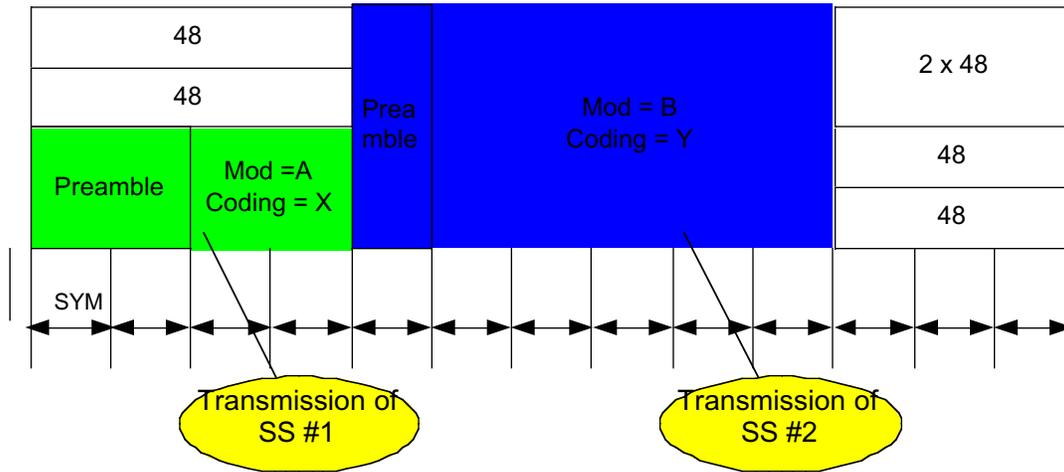 48
48
Preamble
Mod =A
Coding = X
Prea
mble
Mod = B
Coding = Y
2 x 48
48
48
SYM
Transmission of
SS #1
Transmission of
SS #2